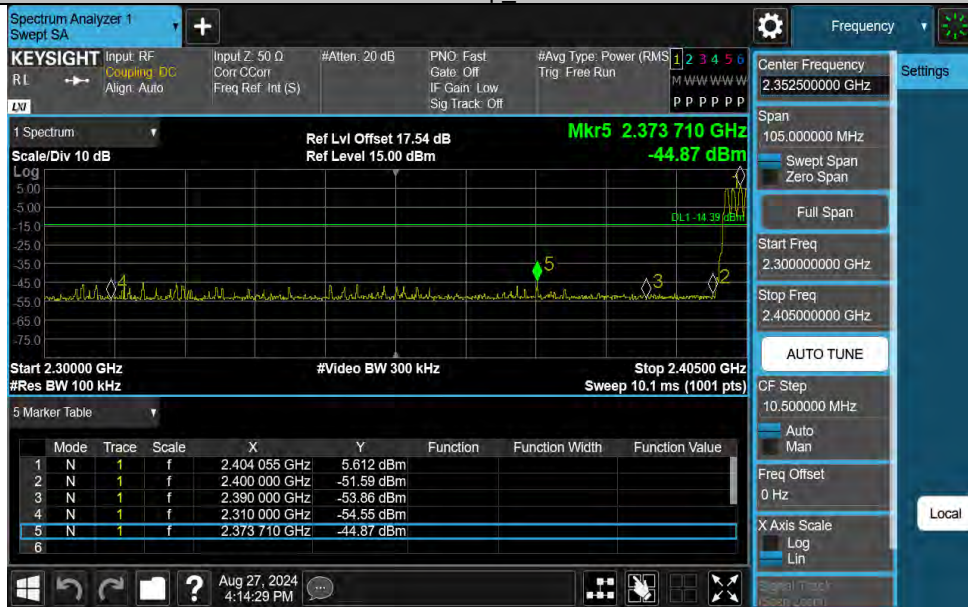 Spectrum Analyzer 1
Swept SA
+
Frequency
KEYSIGHT
RL
LXI
Input: RF
Coupling: DC
Align: Auto
Input Z: 50 Ω
Corr CCorr
Freq Ref: Int (S)
#Atten: 20 dB
PNO: Fast
Gate: Off
IF Gain: Low
Sig Track: Off
#Avg Type: Power (RMS
Trig: Free Run
1 2 3 4 5 6
M W W W W W
P P P P P P
1 Spectrum
Scale/Div 10 dB
Ref Lvl Offset 17.54 dB
Ref Level 15.00 dBm
Mkr5 2.373 710 GHz
-44.87 dBm
Log
5.00
-5.00
-15.0
-25.0
-35.0
-45.0
-55.0
-65.0
-75.0
DL1 -14.39 dBm
1
4
5
3
2
Start 2.30000 GHz
#Res BW 100 kHz
#Video BW 300 kHz
Stop 2.40500 GHz
Sweep 10.1 ms (1001 pts)
5 Marker Table
Mode Trace Scale X Y Function Function Width Function Value
1 N 1 f 2.404 055 GHz 5.612 dBm
2 N 1 f 2.400 000 GHz -51.59 dBm
3 N 1 f 2.390 000 GHz -53.86 dBm
4 N 1 f 2.310 000 GHz -54.55 dBm
5 N 1 f 2.373 710 GHz -44.87 dBm
6
?
Aug 27, 2024
4:14:29 PM
Center Frequency
2.352500000 GHz
Span
105.000000 MHz
Swept Span
Zero Span
Full Span
Start Freq
2.300000000 GHz
Stop Freq
2.405000000 GHz
AUTO TUNE
CF Step
10.500000 MHz
Auto
Man
Freq Offset
0 Hz
X Axis Scale
Log
Lin
Signal Track
(Span Zoom)
Settings
Local